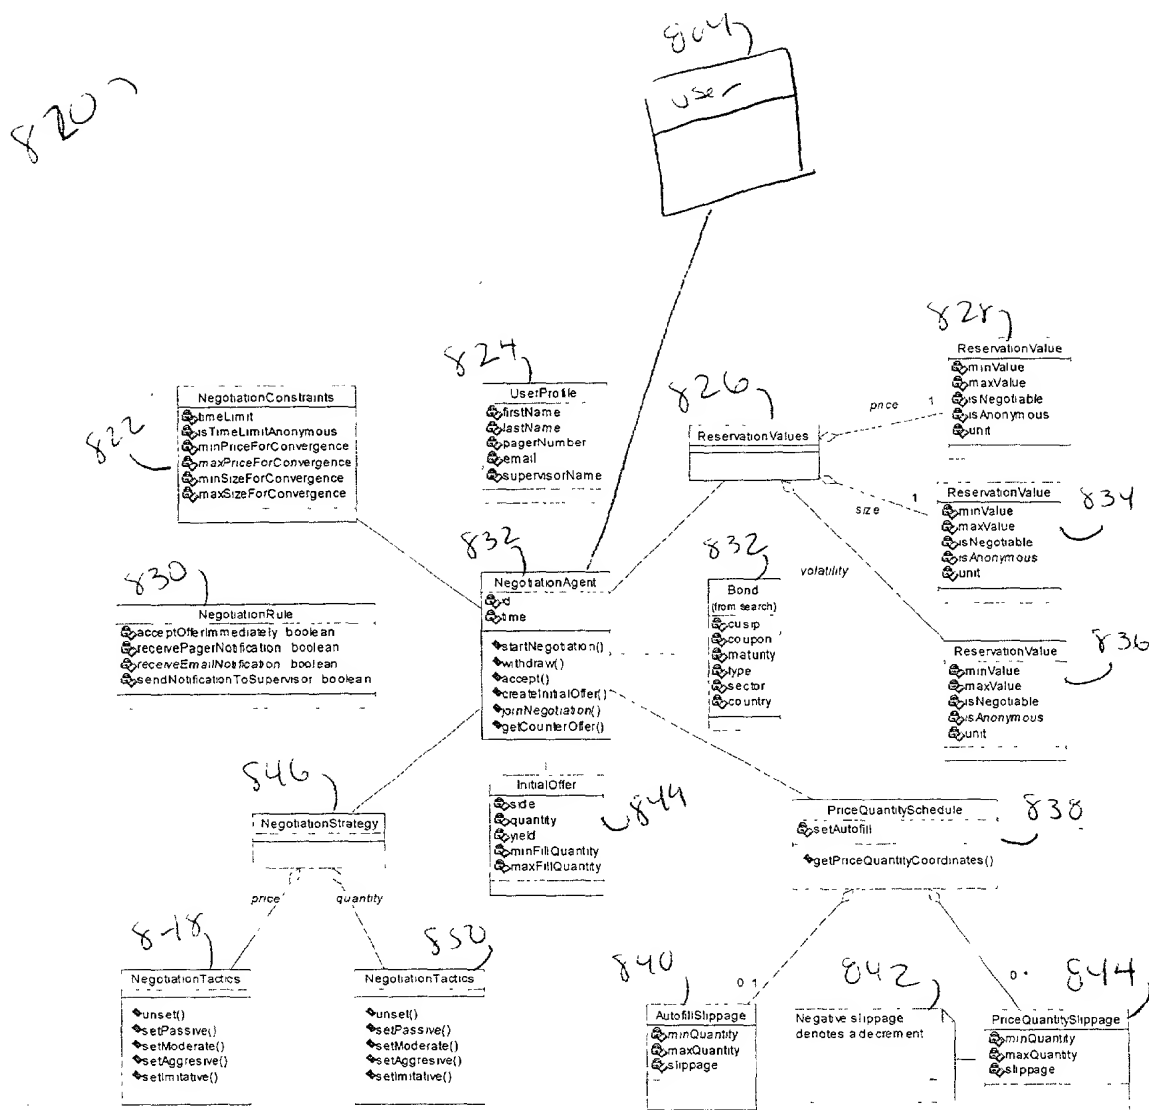 804
user
820
828
ReservationValue
minValue
maxValue
isNegotiable
isAnonymous
unit
824
UserProfile
firstName
lastName
pagerNumber
email
supervisorName
826
ReservationValues
price
1
822
NegotiationConstraints
timeLimit
isTimeLimitAnonymous
minPriceForConvergence
maxPriceForConvergence
minSizeForConvergence
maxSizeForConvergence
size
1
ReservationValue
834
minValue
maxValue
isNegotiable
isAnonymous
unit
830
NegotiationRule
acceptOfferImmediately boolean
receivePagerNotification boolean
receiveEmailNotification boolean
sendNotificationToSupervisor boolean
832
NegotiationAgent
id
time
startNegotation()
withdraw()
accept()
createInitialOffer()
joinNegotiation()
getCounterOffer()
832
Bond
(from search)
cusip
coupon
maturity
type
sector
country
volatility
ReservationValue
836
minValue
maxValue
isNegotiable
isAnonymous
unit
846
NegotiationStrategy
price
quantity
InitialOffer
side
quantity
yield
minFillQuantity
maxFillQuantity
844
PriceQuantitySchedule
838
setAutofill
getPriceQuantityCoordinates()
848
NegotiationTactics
unset()
setPassive()
setModerate()
setAggresive()
setImitative()
850
NegotiationTactics
unset()
setPassive()
setModerate()
setAggresive()
setImitative()
840
0 1
AutofillSlippage
minQuantity
maxQuantity
slippage
842
Negative slippage
denotes a decrement
0
844
PriceQuantitySlippage
minQuantity
maxQuantity
slippage